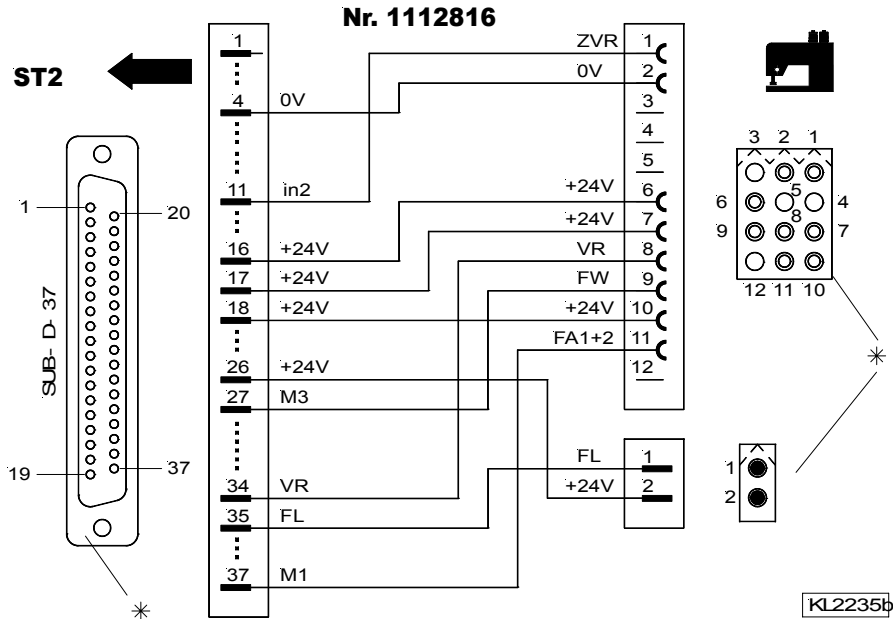 Nr. 1112816
ST2
SUB- D- 37
1
20
19
37
1
4 0V
11 in2
16 +24V
17 +24V
18 +24V
26 +24V
27 M3
34 VR
35 FL
37 M1
ZVR 1
0V 2
3
4
5
+24V 6
+24V 7
VR 8
FW 9
+24V 10
FA1+2 11
12
FL 1
+24V 2
3 2 1
6 5 4
9 8 7
12 11 10
1
2
KL2235b